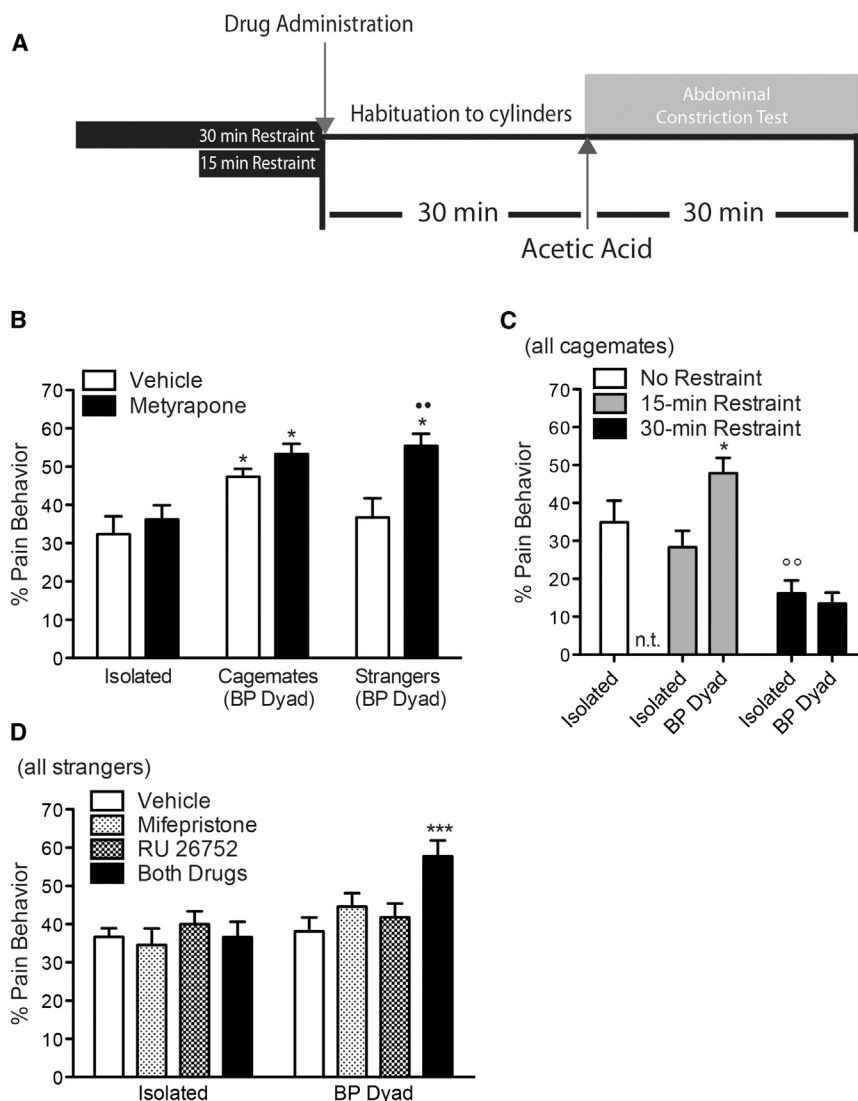 A
Drug Administration
30 min Restraint
15 min Restraint
Habituation to cylinders
Abdominal
Constriction Test
30 min
30 min
Acetic Acid
B
Vehicle
Metyrapone
% Pain Behavior
70
60
50
40
30
20
10
0
*
*
••
*
Isolated
Cagemates
(BP Dyad)
Strangers
(BP Dyad)
C
(all cagemates)
No Restraint
15-min Restraint
30-min Restraint
% Pain Behavior
70
60
50
40
30
20
10
0
n.t.
*
°°
Isolated
Isolated
BP Dyad
Isolated
BP Dyad
D
(all strangers)
Vehicle
Mifepristone
RU 26752
Both Drugs
% Pain Behavior
70
60
50
40
30
20
10
0
***
Isolated
BP Dyad